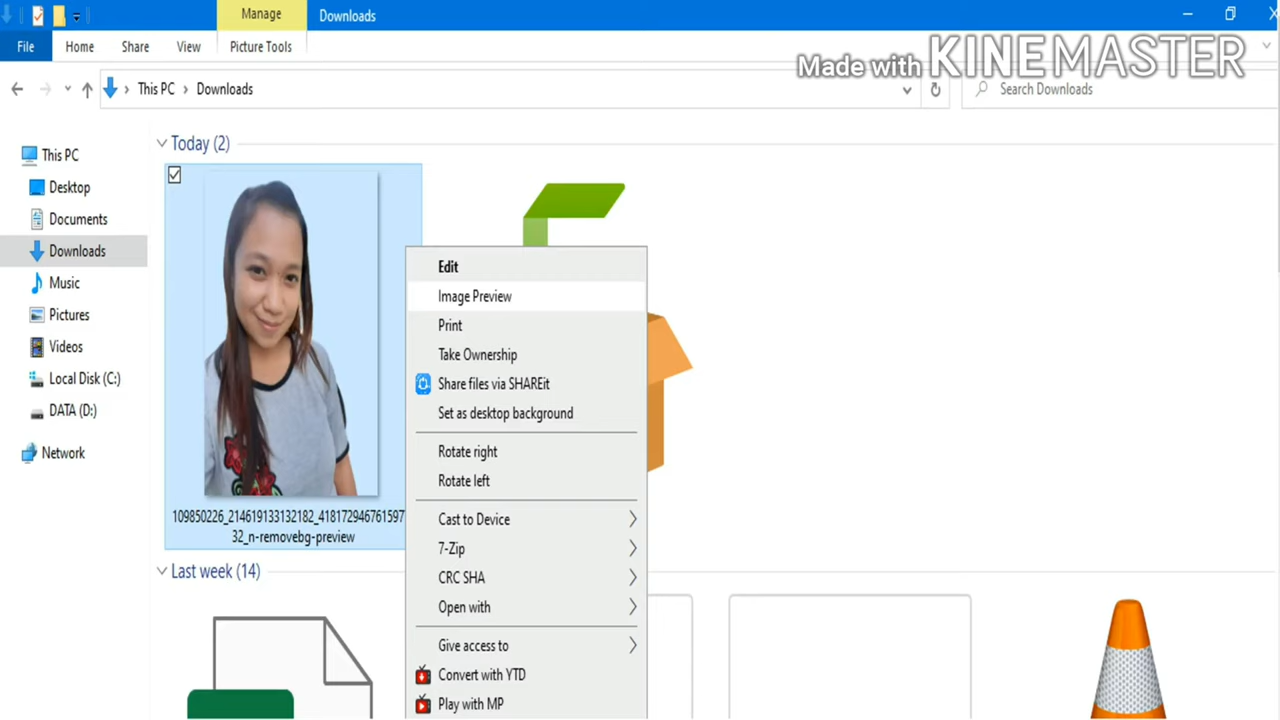 Manage
Downloads
File
Home
Share
View
Picture Tools
Made with KINEMASTER
This PC
Downloads
Search Downloads
This PC
Desktop
Documents
Downloads
Music
Pictures
Videos
Local Disk (C:)
DATA (D:)
Network
Today (2)
109850226_214619133132182_418172946761597
32_n-removebg-preview
Last week (14)
Edit
Image Preview
Print
Take Ownership
Share files via SHAREit
Set as desktop background
Rotate right
Rotate left
Cast to Device
7-Zip
CRC SHA
Open with
Give access to
Convert with YTD
Play with MP